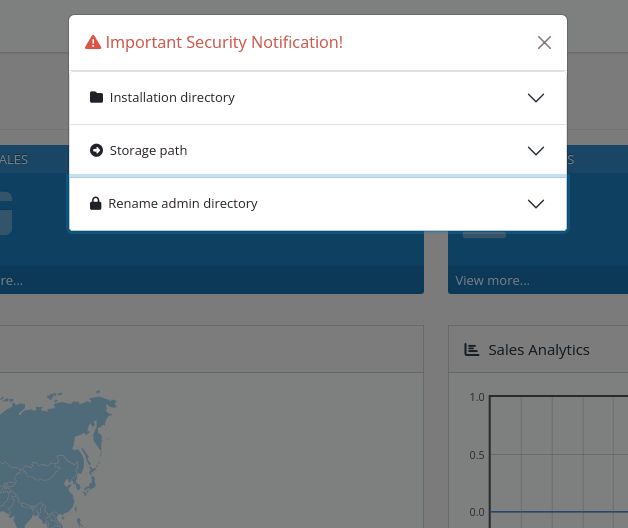 Important Security Notification!
Installation directory
Storage path
Rename admin directory
ALES
S
re...
View more...
Sales Analytics
1.0
0.5
0.0